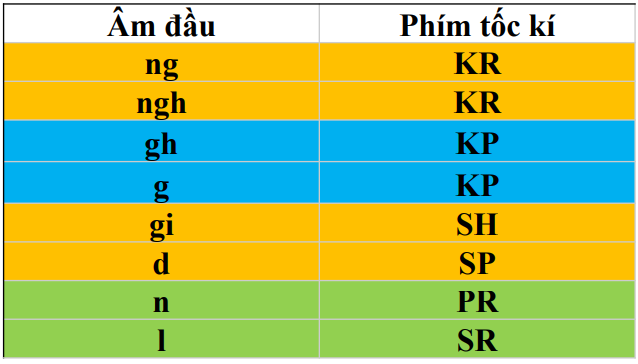 Âm đầu Phím tốc kí
ng KR
ngh KR
gh KP
g KP
gi SH
d SP
n PR
l SR